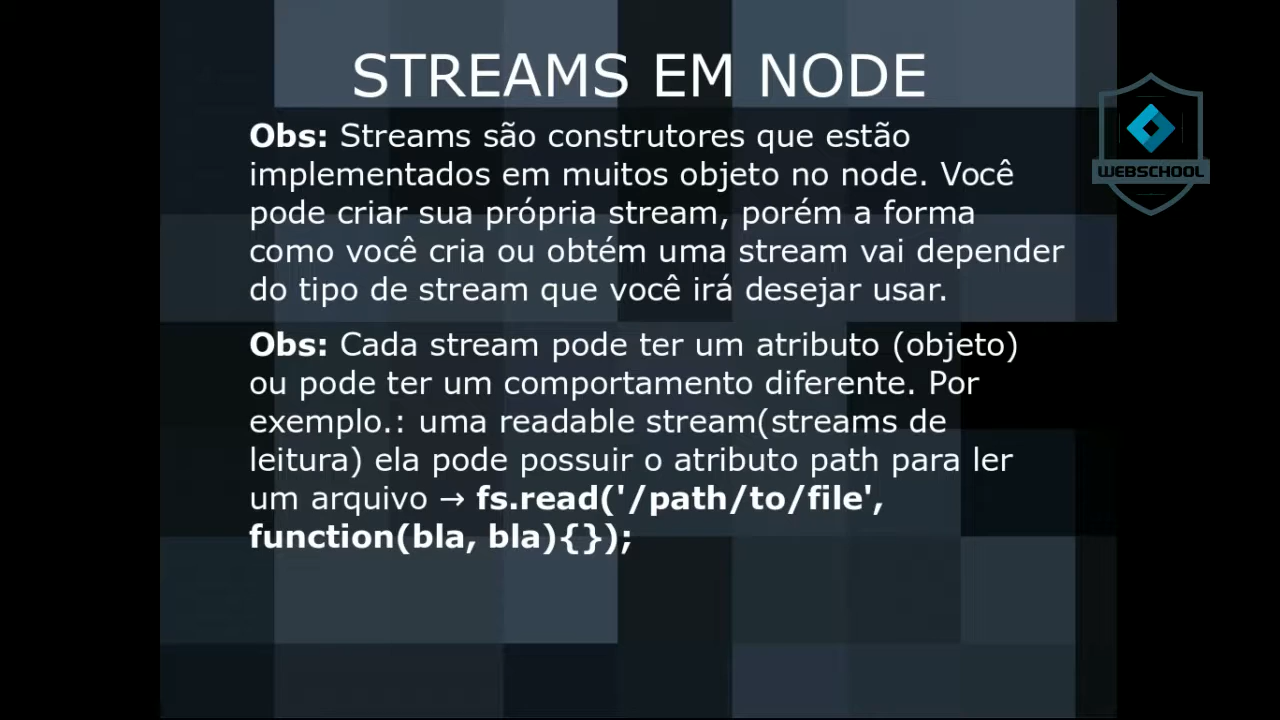 STREAMS EM NODE
Obs: Streams são construtores que estão
implementados em muitos objeto no node. Você
pode criar sua própria stream, porém a forma
como você cria ou obtém uma stream vai depender
do tipo de stream que você irá desejar usar.
Obs: Cada stream pode ter um atributo (objeto)
ou pode ter um comportamento diferente. Por
exemplo.: uma readable stream(streams de
leitura) ela pode possuir o atributo path para ler
um arquivo → fs.read('/path/to/file',
function(bla, bla){});
WEBSCHOOL